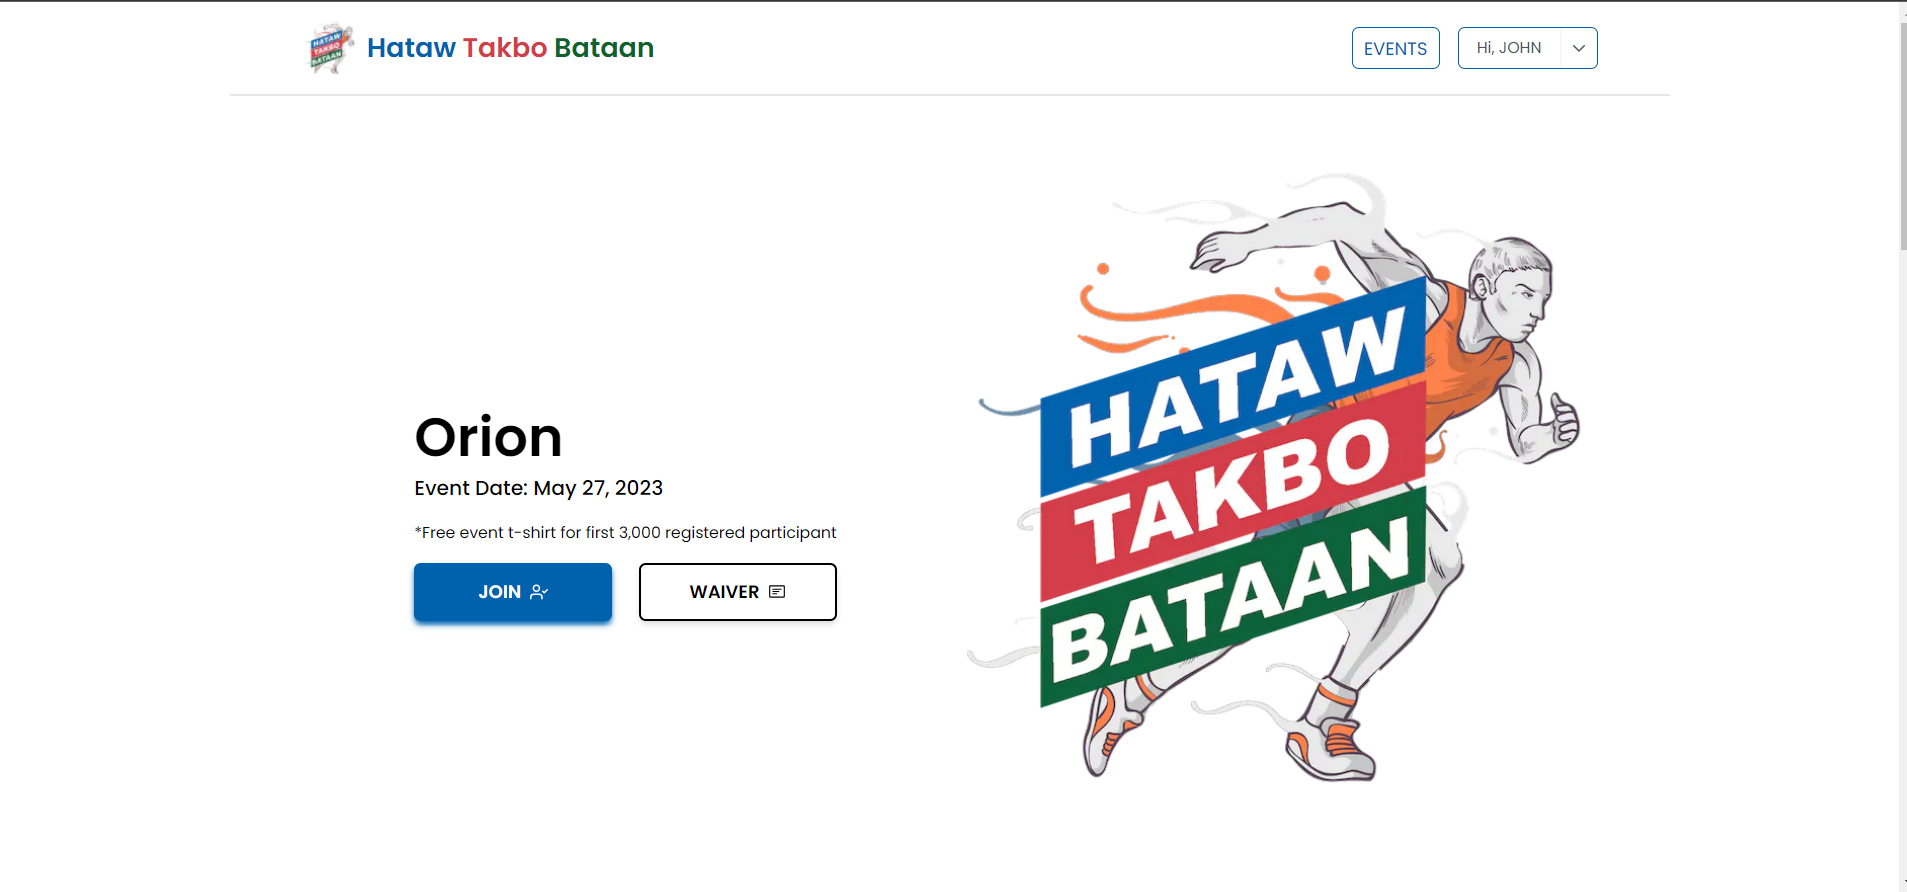 HATAW
TAKBO
BATAAN
Hataw Takbo Bataan
EVENTS
Hi, JOHN
Orion
Event Date: May 27, 2023
*Free event t-shirt for first 3,000 registered participant
JOIN
WAIVER
HATAW
TAKBO
BATAAN